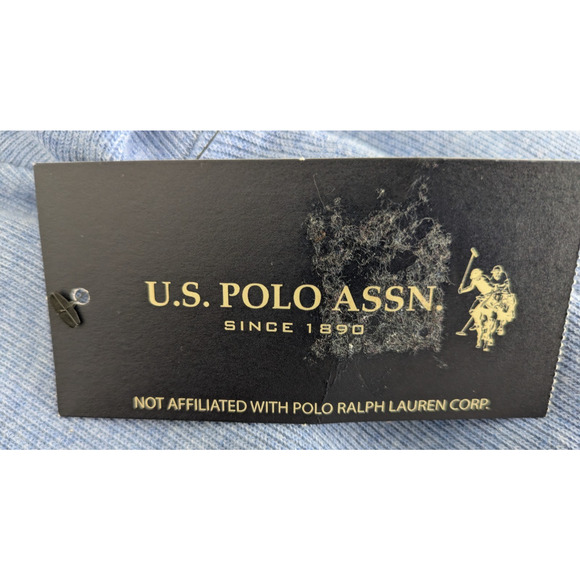 U.S. POLO ASSN.
SINCE 1890
NOT AFFILIATED WITH POLO RALPH LAUREN CORP.